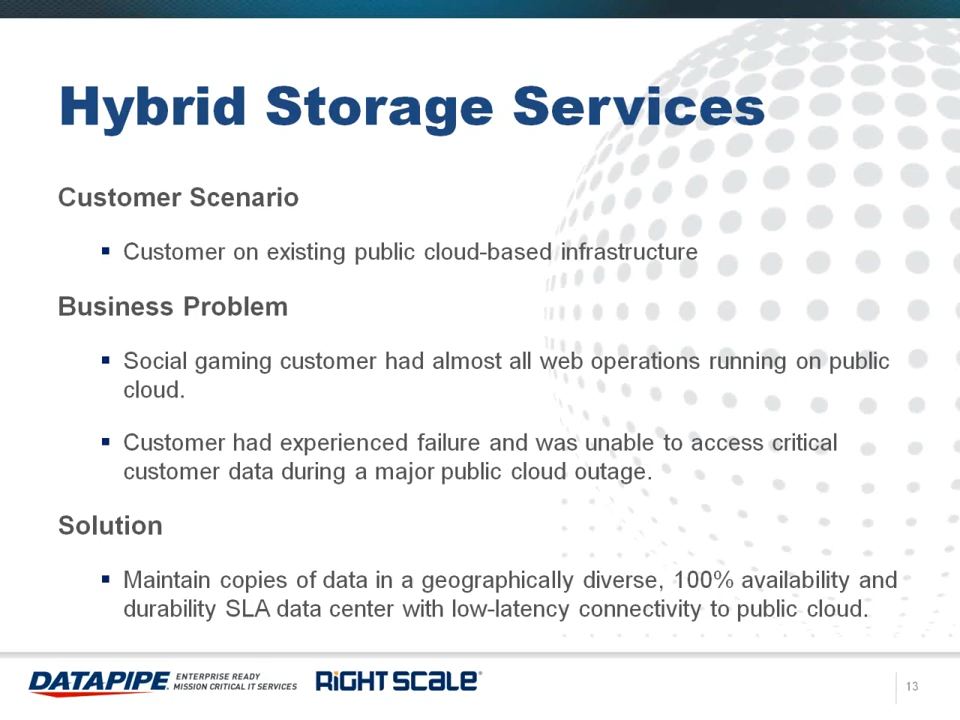 Hybrid Storage Services
Customer Scenario
▪ Customer on existing public cloud-based infrastructure
Business Problem
▪ Social gaming customer had almost all web operations running on public
cloud.
▪ Customer had experienced failure and was unable to access critical
customer data during a major public cloud outage.
Solution
▪ Maintain copies of data in a geographically diverse, 100% availability and
durability SLA data center with low-latency connectivity to public cloud.
DATAPIPE. ENTERPRISE READY
MISSION CRITICAL IT SERVICES
RIGHTSCALE®
13